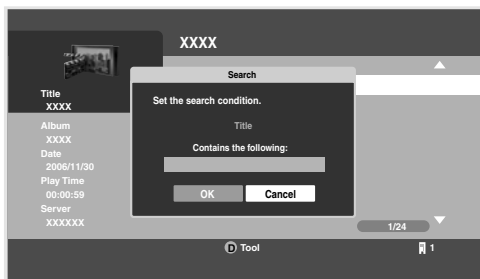 XXXX
Search
Title
XXXX
Set the search condition.
Title
Contains the following:
OK Cancel
Album
XXXX
Date
2006/11/30
Play Time
00:00:59
Server
XXXXXX
1/24
D Tool
1